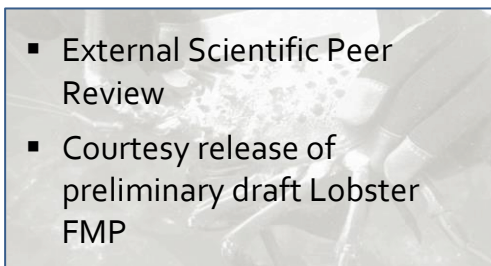 ▪ External Scientific Peer
Review
▪ Courtesy release of
preliminary draft Lobster
FMP